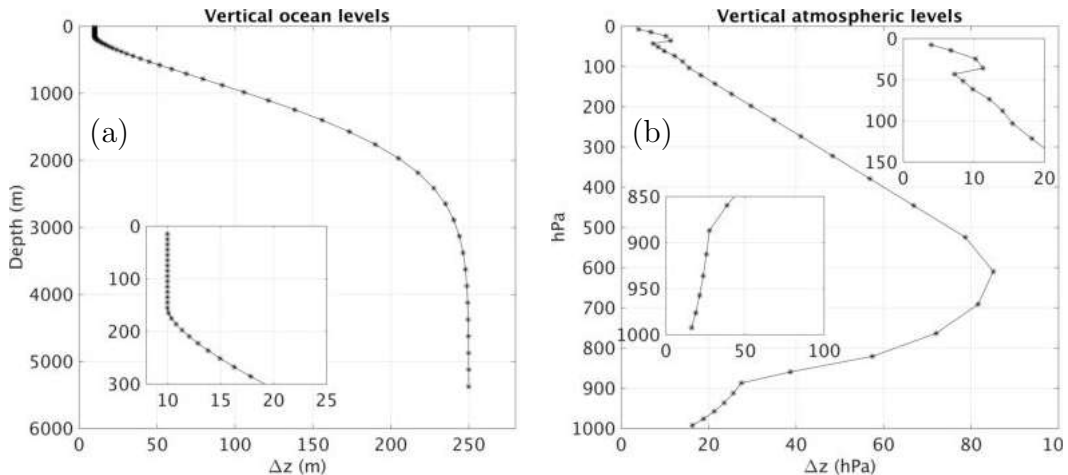 Vertical ocean levels
0
1000
2000
3000
4000
5000
6000
Depth (m)
(a)
0
100
200
300
10 15 20 25
0 50 100 150 200 250
Δz (m)
Vertical atmospheric levels
0
100
200
300
400
500
600
700
800
900
1000
hPa
(b)
0
50
100
150
0 10 20
850
900
950
1000
0 50 100
0 20 40 60 80 100
Δz (hPa)